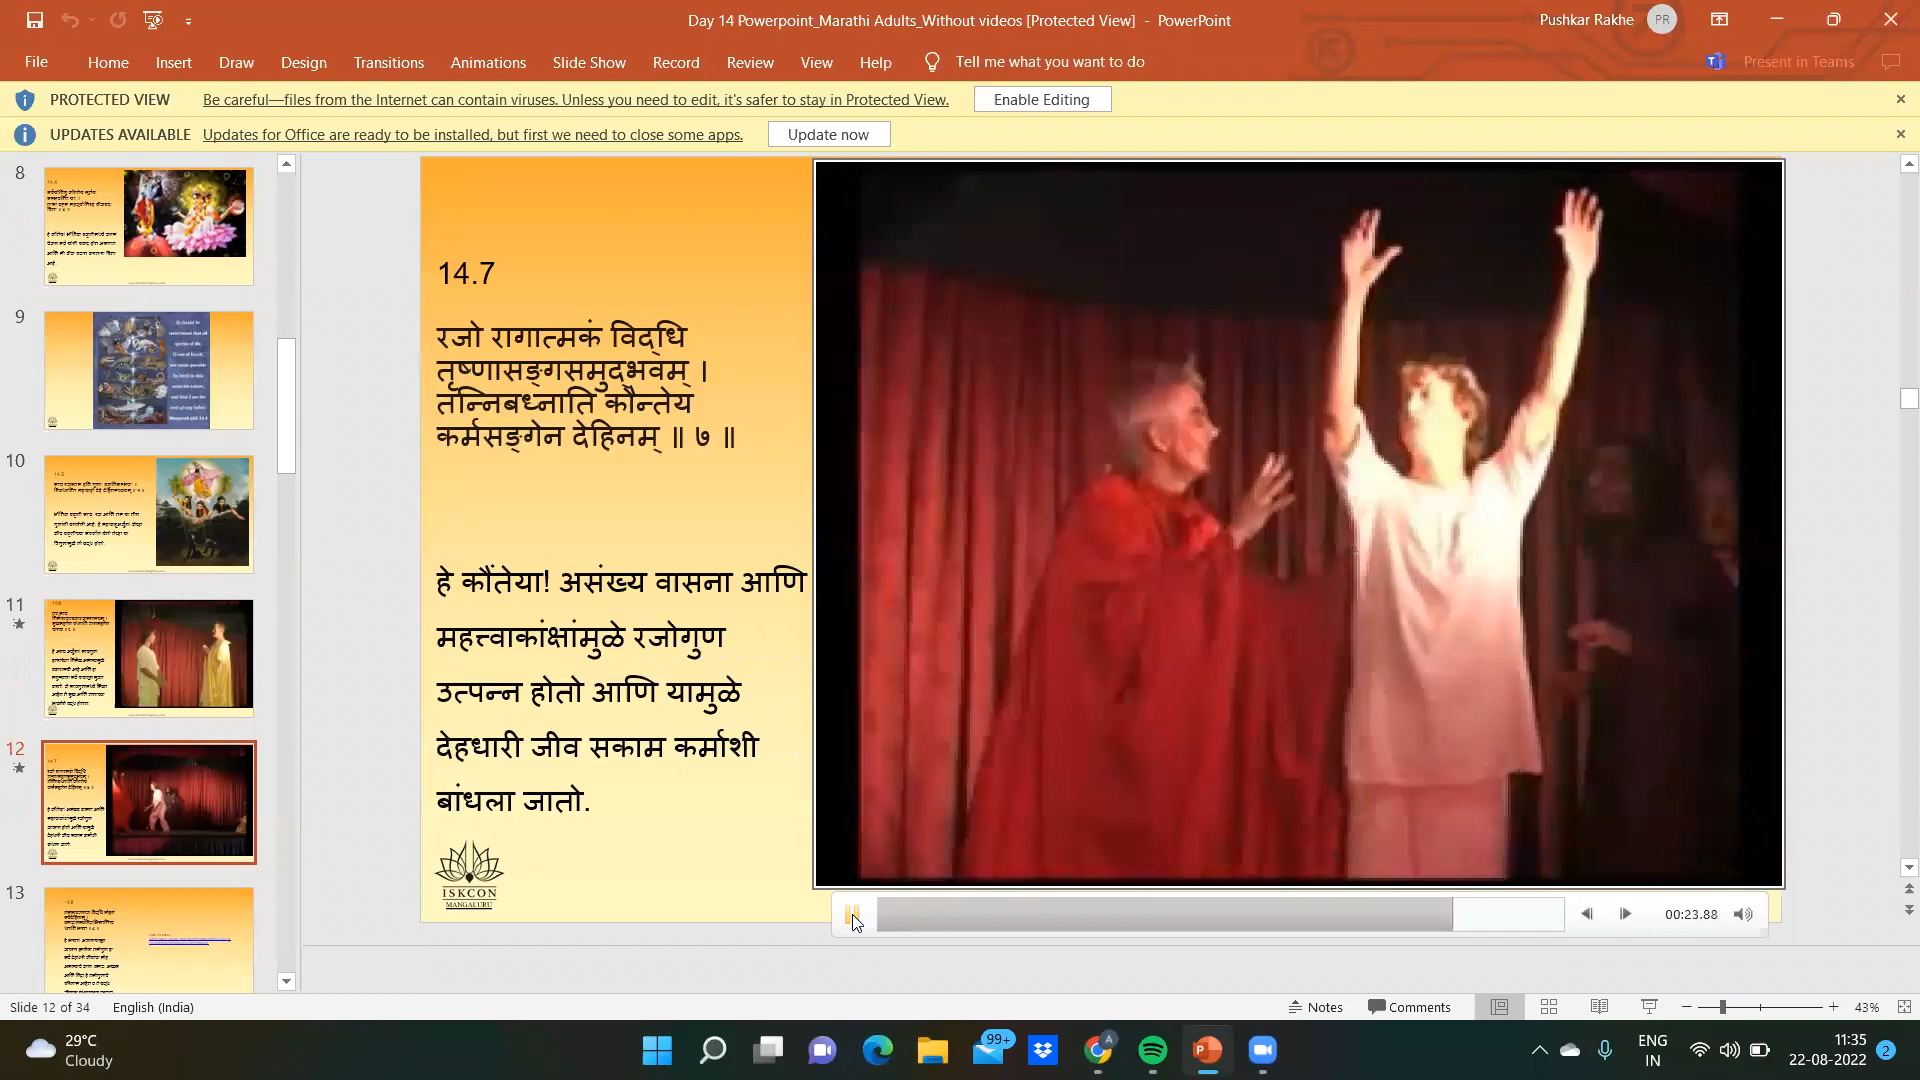 Day 14 Powerpoint_Marathi Adults_Without videos [Protected View] - PowerPoint
Pushkar Rakhe PR
File Home Insert Draw Design Transitions Animations Slide Show Record Review View Help Tell me what you want to do Present in Teams
PROTECTED VIEW Be careful—files from the Internet can contain viruses. Unless you need to edit, it's safer to stay in Protected View. Enable Editing
UPDATES AVAILABLE Updates for Office are ready to be installed, but first we need to close some apps. Update now
8
9
10
11
12
13
14.7
रजो रागात्मकं विद्धि
तृष्णासङ्गसमुद्भवम् ।
तन्निबध्नाति कौन्तेय
कर्मसङ्गेन देहिनम् ॥ ७ ॥
हे कौंतेया! असंख्य वासना आणि
महत्त्वाकांक्षांमुळे रजोगुण
उत्पन्न होतो आणि यामुळे
देहधारी जीव सकाम कर्माशी
बांधला जातो.
ISKCON
MANGALURU
00:23.88
Slide 12 of 34 English (India) Notes Comments 43%
29°C
Cloudy
99+
ENG
IN
11:35
22-08-2022
2